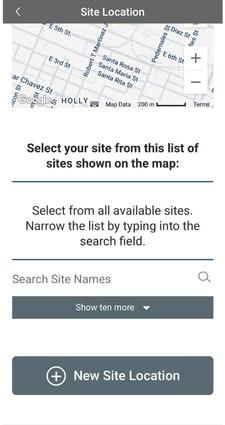 Site Location
E 5th St
Robert T Martinez J
Pedernales St
Diaz St
E 6th St
E 3rd St
Santa Rosa St
Santa Maria St
Santa Rita St
ar Chavez St
Google
HOLLY
Map Data
200 m
Terms
Select your site from this list of
sites shown on the map:
Select from all available sites.
Narrow the list by typing into the
search field.
Search Site Names
Show ten more
New Site Location